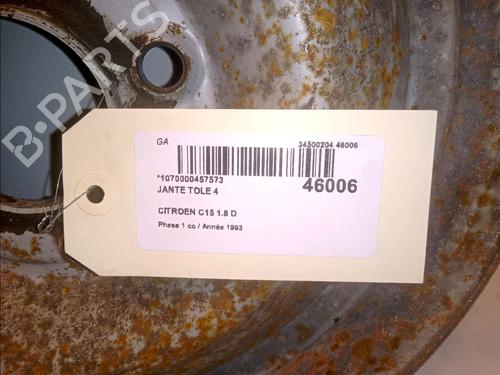 B-PARTS
GA
34500204 46006
*1070000457573
46006
JANTE TOLE 4
CITROEN C15 1.8 D
Phase 1 cc / Année 1993